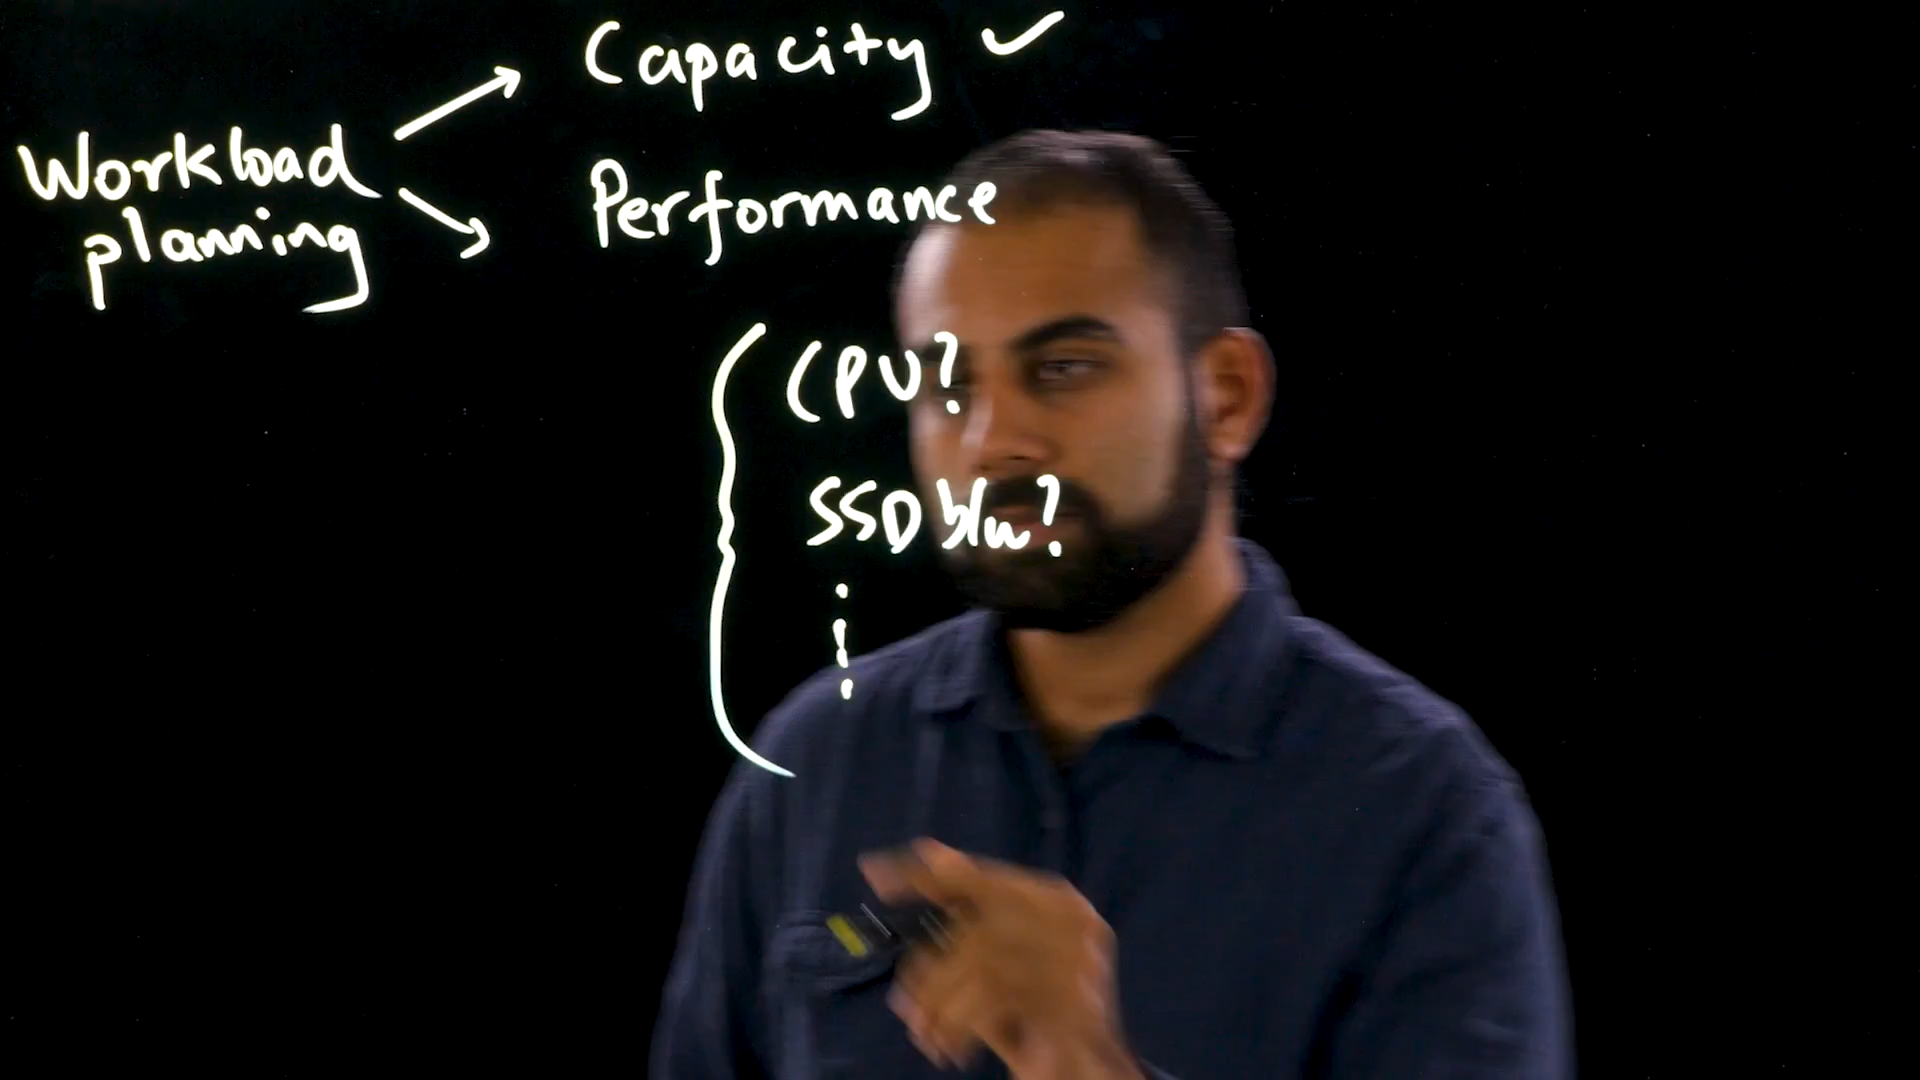 Capacity ✓
Workload
planning
Performance
CPU?
SSD b/w?